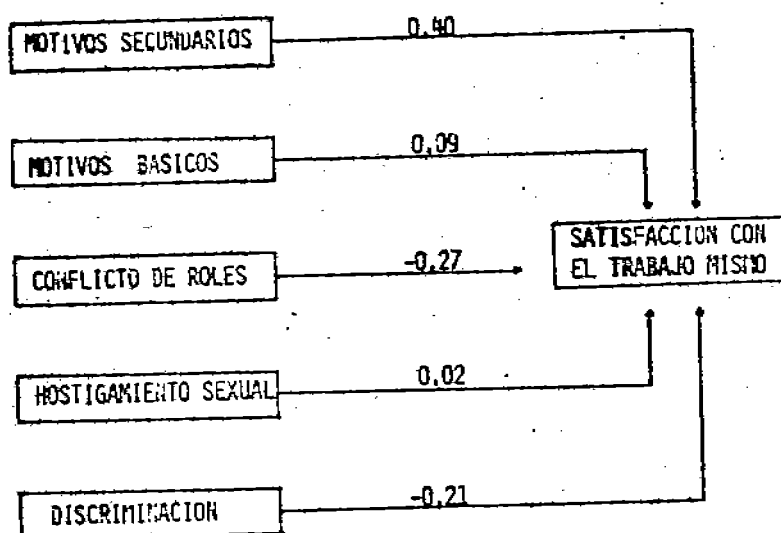 MOTIVOS SECUNDARIOS
0.40
MOTIVOS BASICOS
0,09
SATISFACCION CON
EL TRABAJO MISMO
CONFLICTO DE ROLES
-0,27
HOSTIGAMIENTO SEXUAL
0,02
DISCRIMINACION
-0,21